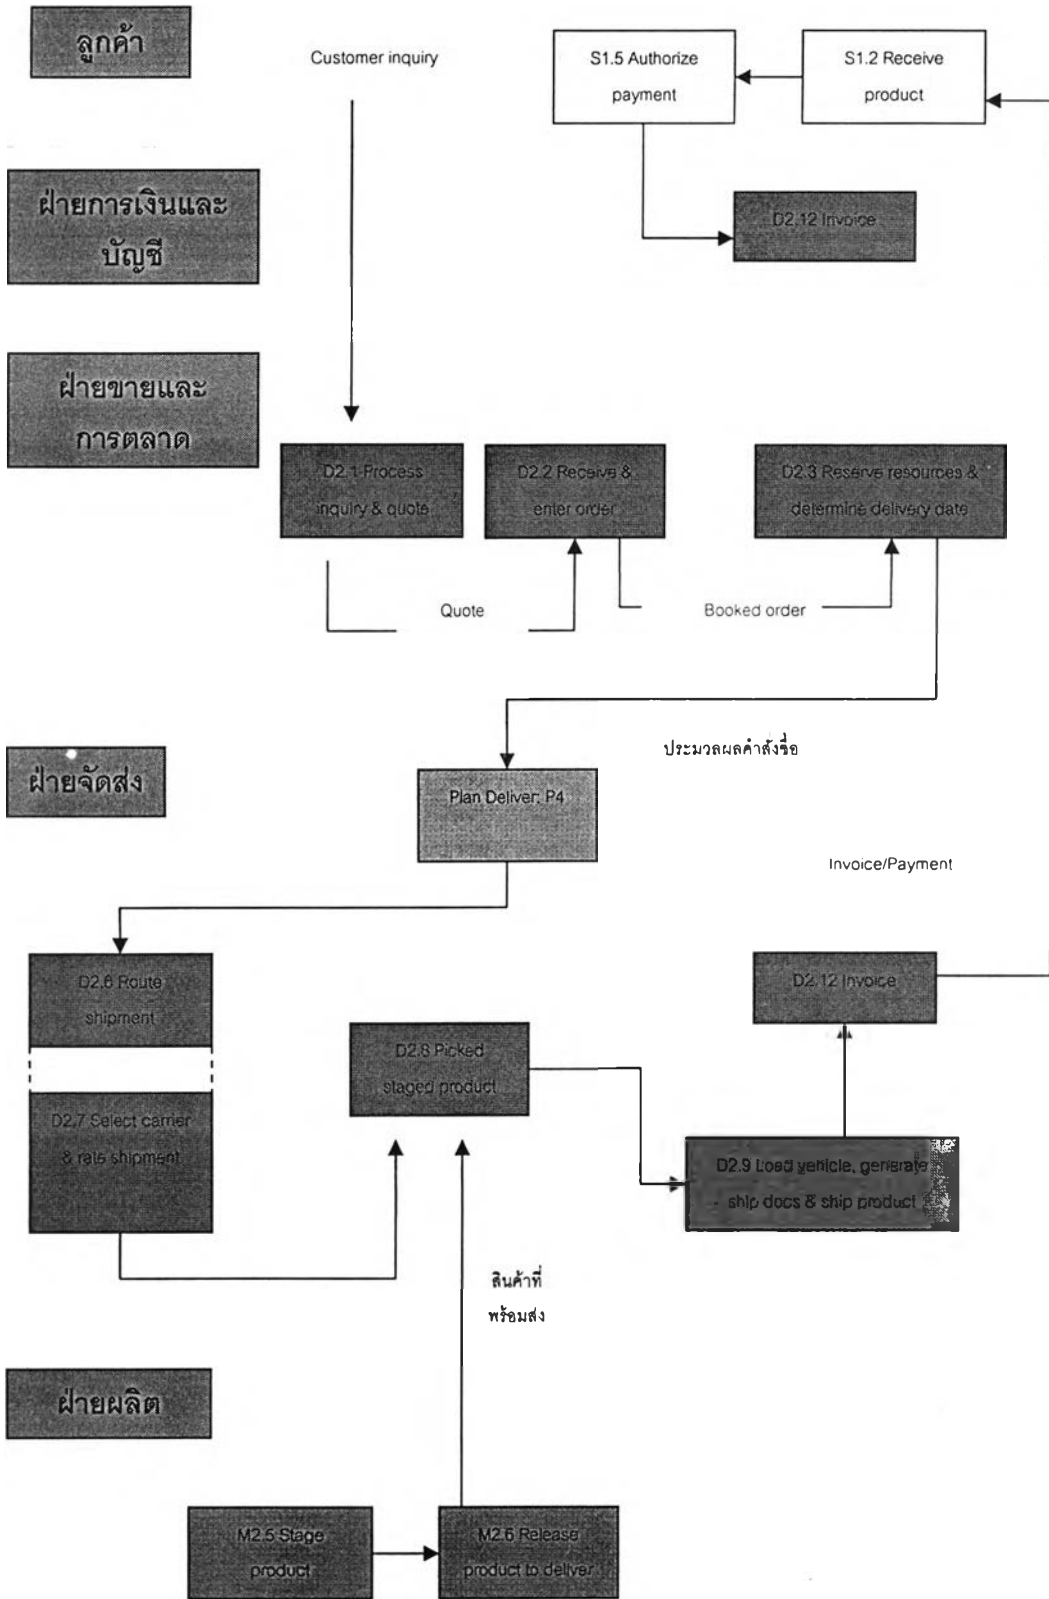 ลูกค้า
Customer inquiry
S1.5 Authorize
payment
S1.2 Receive
product
ฝ่ายการเงินและ
บัญชี
D2.12 Invoice
ฝ่ายขายและ
การตลาด
D2.1 Process
inquiry & quote
D2.2 Receive &
enter order
D2.3 Reserve resources &
determine delivery date
Quote
Booked order
ประมวลผลคำสั่งซื้อ
ฝ่ายจัดส่ง
Plan Deliver: P4
Invoice/Payment
D2.6 Route
shipment
D2.12 Invoice
D2.8 Picked
staged product
D2.7 Select carrier
& rate shipment
D2.9 Load vehicle, generate
ship docs & ship product
สินค้าที่
พร้อมส่ง
ฝ่ายผลิต
M2.5 Stage
product
M2.6 Release
product to deliver